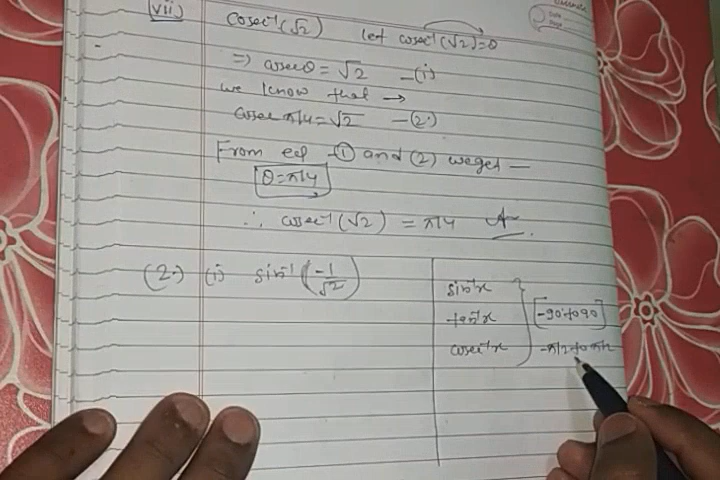 vii) cosec⁻¹(√2) let cosec⁻¹(√2)=θ
⇒ cosecθ = √2 —(i)
we know that →
cosec π/4 = √2 —(2.)
From eqⁿ —① and (2) we get —
θ=π/4
∴ cosec⁻¹(√2) = π/4
(2.) (i) sin⁻¹(-1/√2)
sin⁻¹x
tan⁻¹x
cosec⁻¹x
-90 to 90
-π/2 to π/2